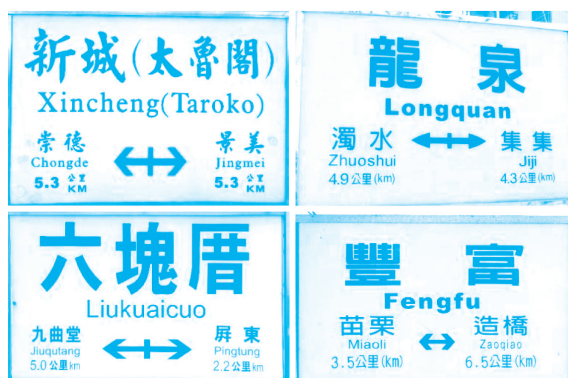 新城(太魯閣)
Xincheng(Taroko)
崇德 景美
Chongde Jingmei
5.3 公里 KM 5.3 公里 KM
龍泉
Longquan
濁水 集集
Zhuoshui Jiji
4.9公里(km) 4.3公里(km)
六塊厝
Liukuaicuo
九曲堂 屏東
Jiuqutang Pingtung
5.0公里km 2.2公里km
豐富
Fengfu
苗栗 造橋
Miaoli Zaoqiao
3.5公里(km) 6.5公里(km)